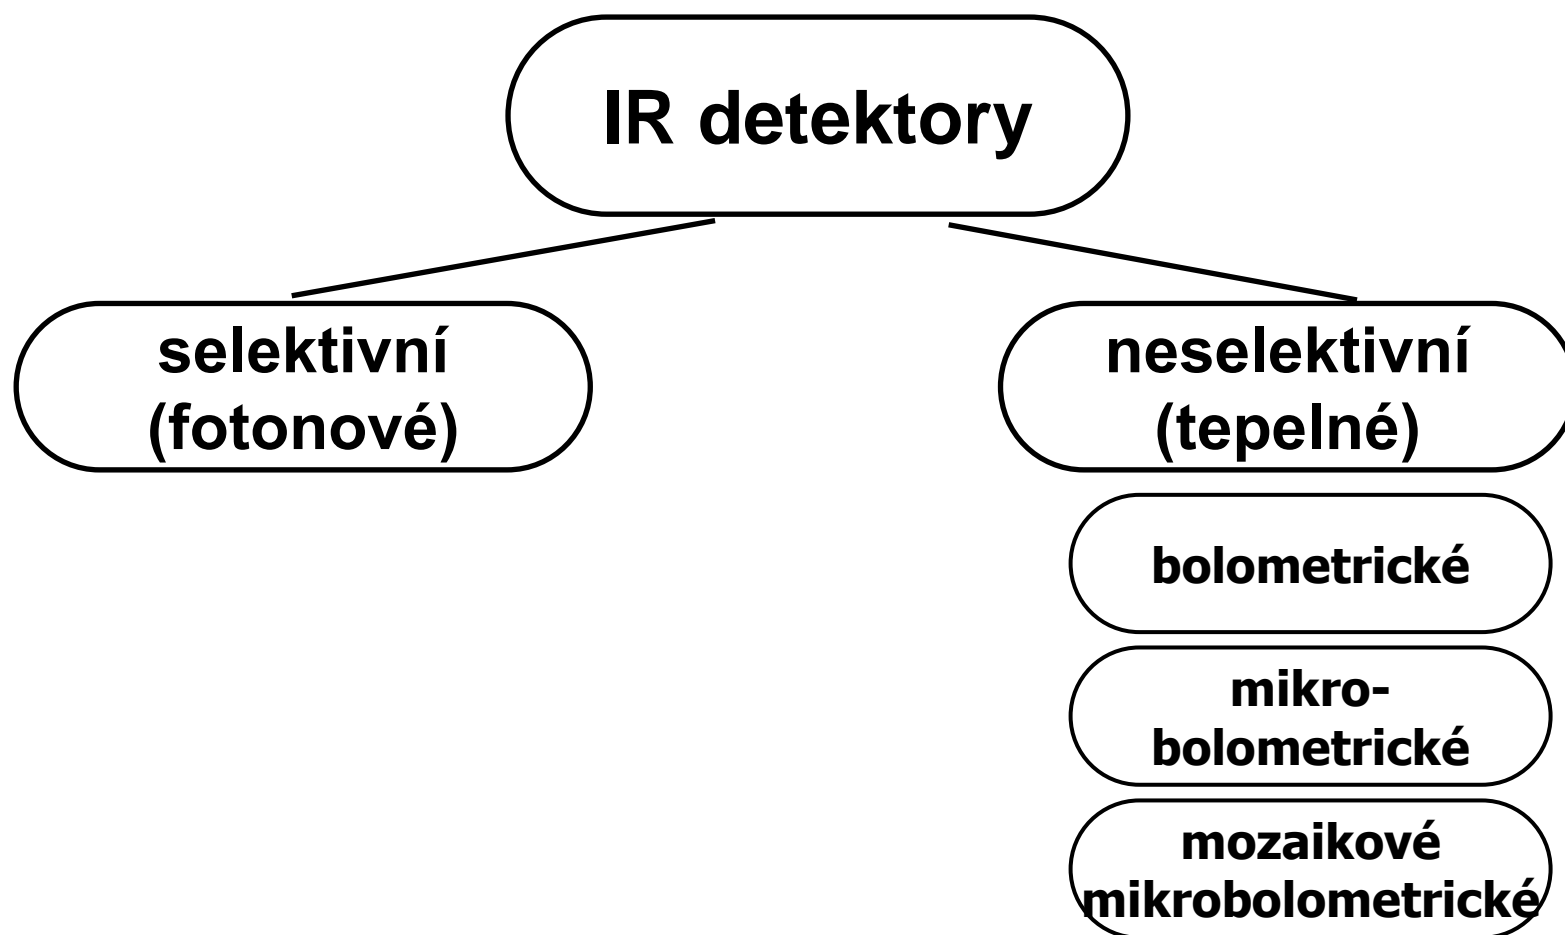 IR detektory
selektivní
(fotonové)
neselektivní
(tepelné)
bolometrické
mikro-
bolometrické
mozaikové
mikrobolometrické